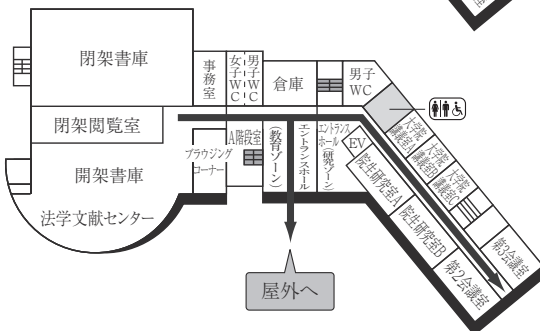 閉架書庫
事務室
女子WC
男子WC
倉庫
男子
WC
閉架閲覧室
ブラウジング
コーナー
A階段室
エントランスホール
(教育ゾーン)
エントランス
ホール(研究ゾーン)
EV
大学院
講義室A
大学院
講義室B
大学院
講義室C
開架書庫
法学文献センター
院生研究室A
院生研究室B
第2会議室
第3会議室
屋外へ